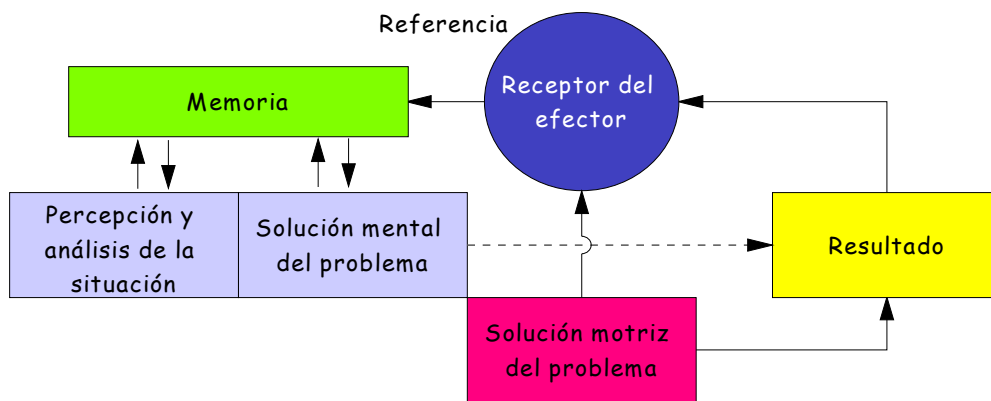 Referencia
Receptor del
efector
Memoria
Percepción y
análisis de la
situación
Solución mental
del problema
Resultado
Solución motriz
del problema